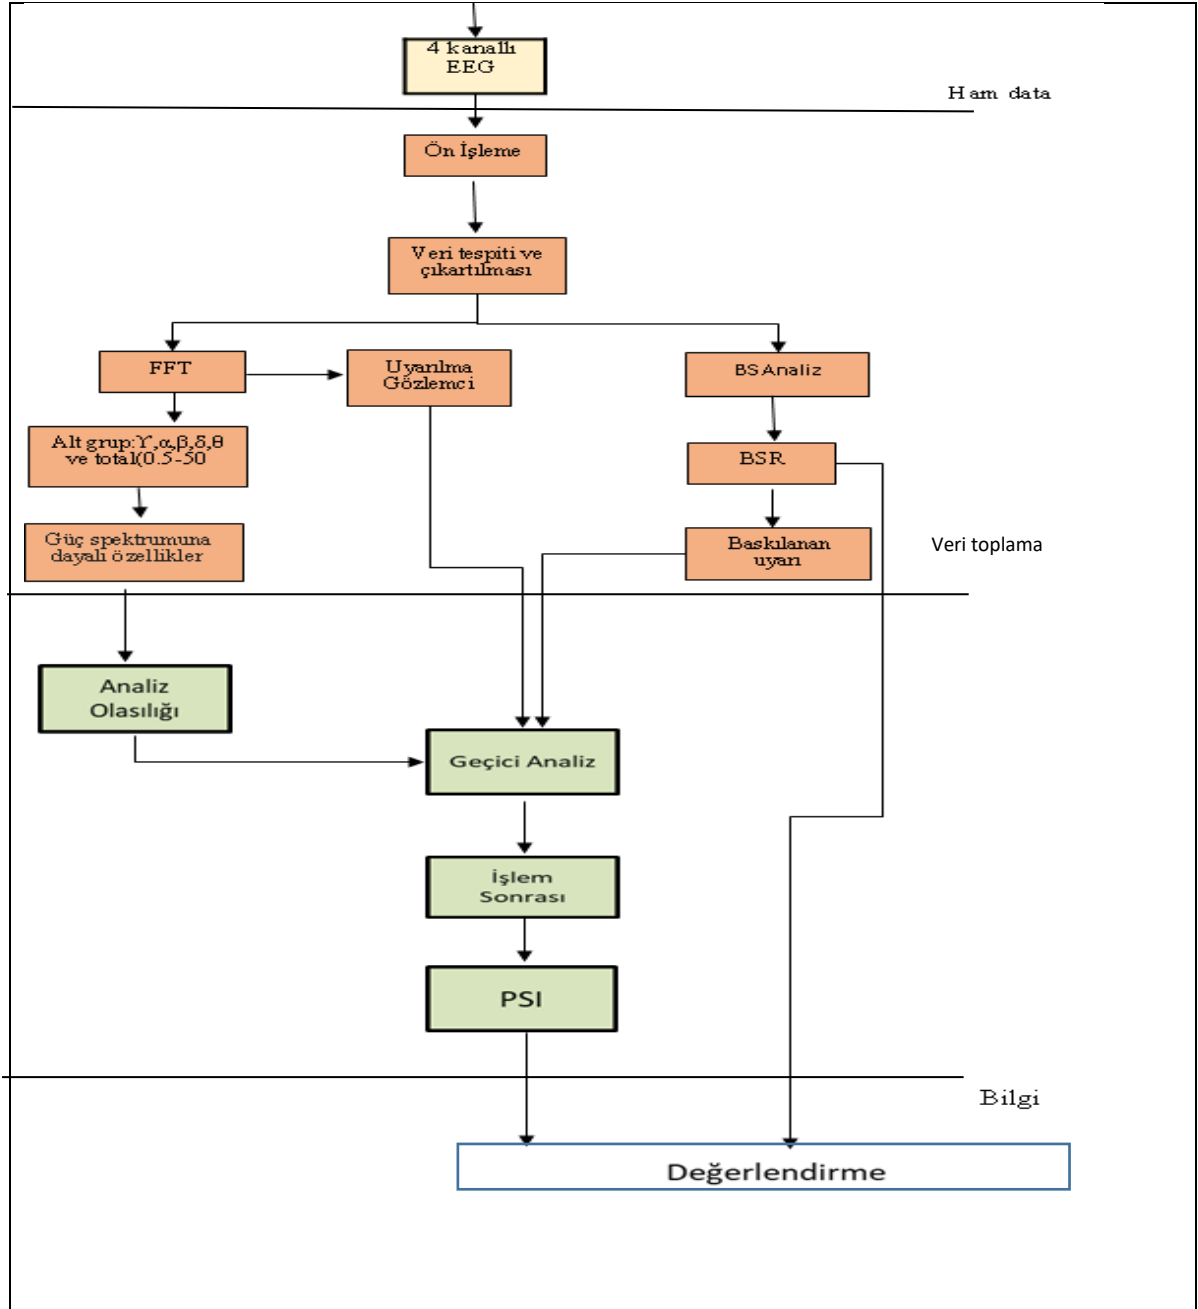 4 kanallı
EEG
Ham data
Ön İşleme
Veri tespiti ve
çıkartılması
FFT
Uyarılma
Gözlemci
BSAnaliz
Alt grup:ϒ,α,β,δ,θ
ve total(0.5-50
BSR
Güç spektrumuna
dayali özellikler
Baskılanan
uyarı
Veri toplama
Analiz
Olasılığı
Geçici Analiz
İşlem
Sonrası
PSI
Bilgi
Değerlendirme